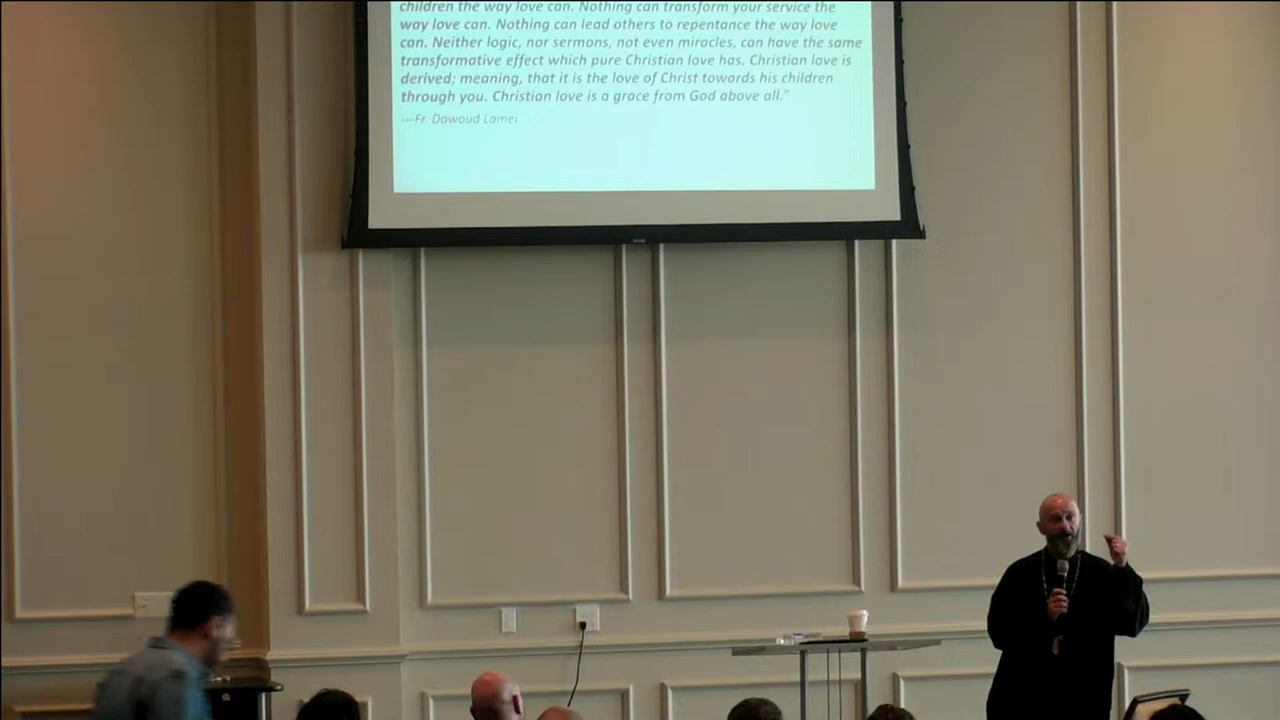 children the way love can. Nothing can transform your service the
way love can. Nothing can lead others to repentance the way love
can. Neither logic, nor sermons, not even miracles, can have the same
transformative effect which pure Christian love has. Christian love is
derived; meaning, that it is the love of Christ towards his children
through you. Christian love is a grace from God above all."
---Fr. Dawoud Lamei